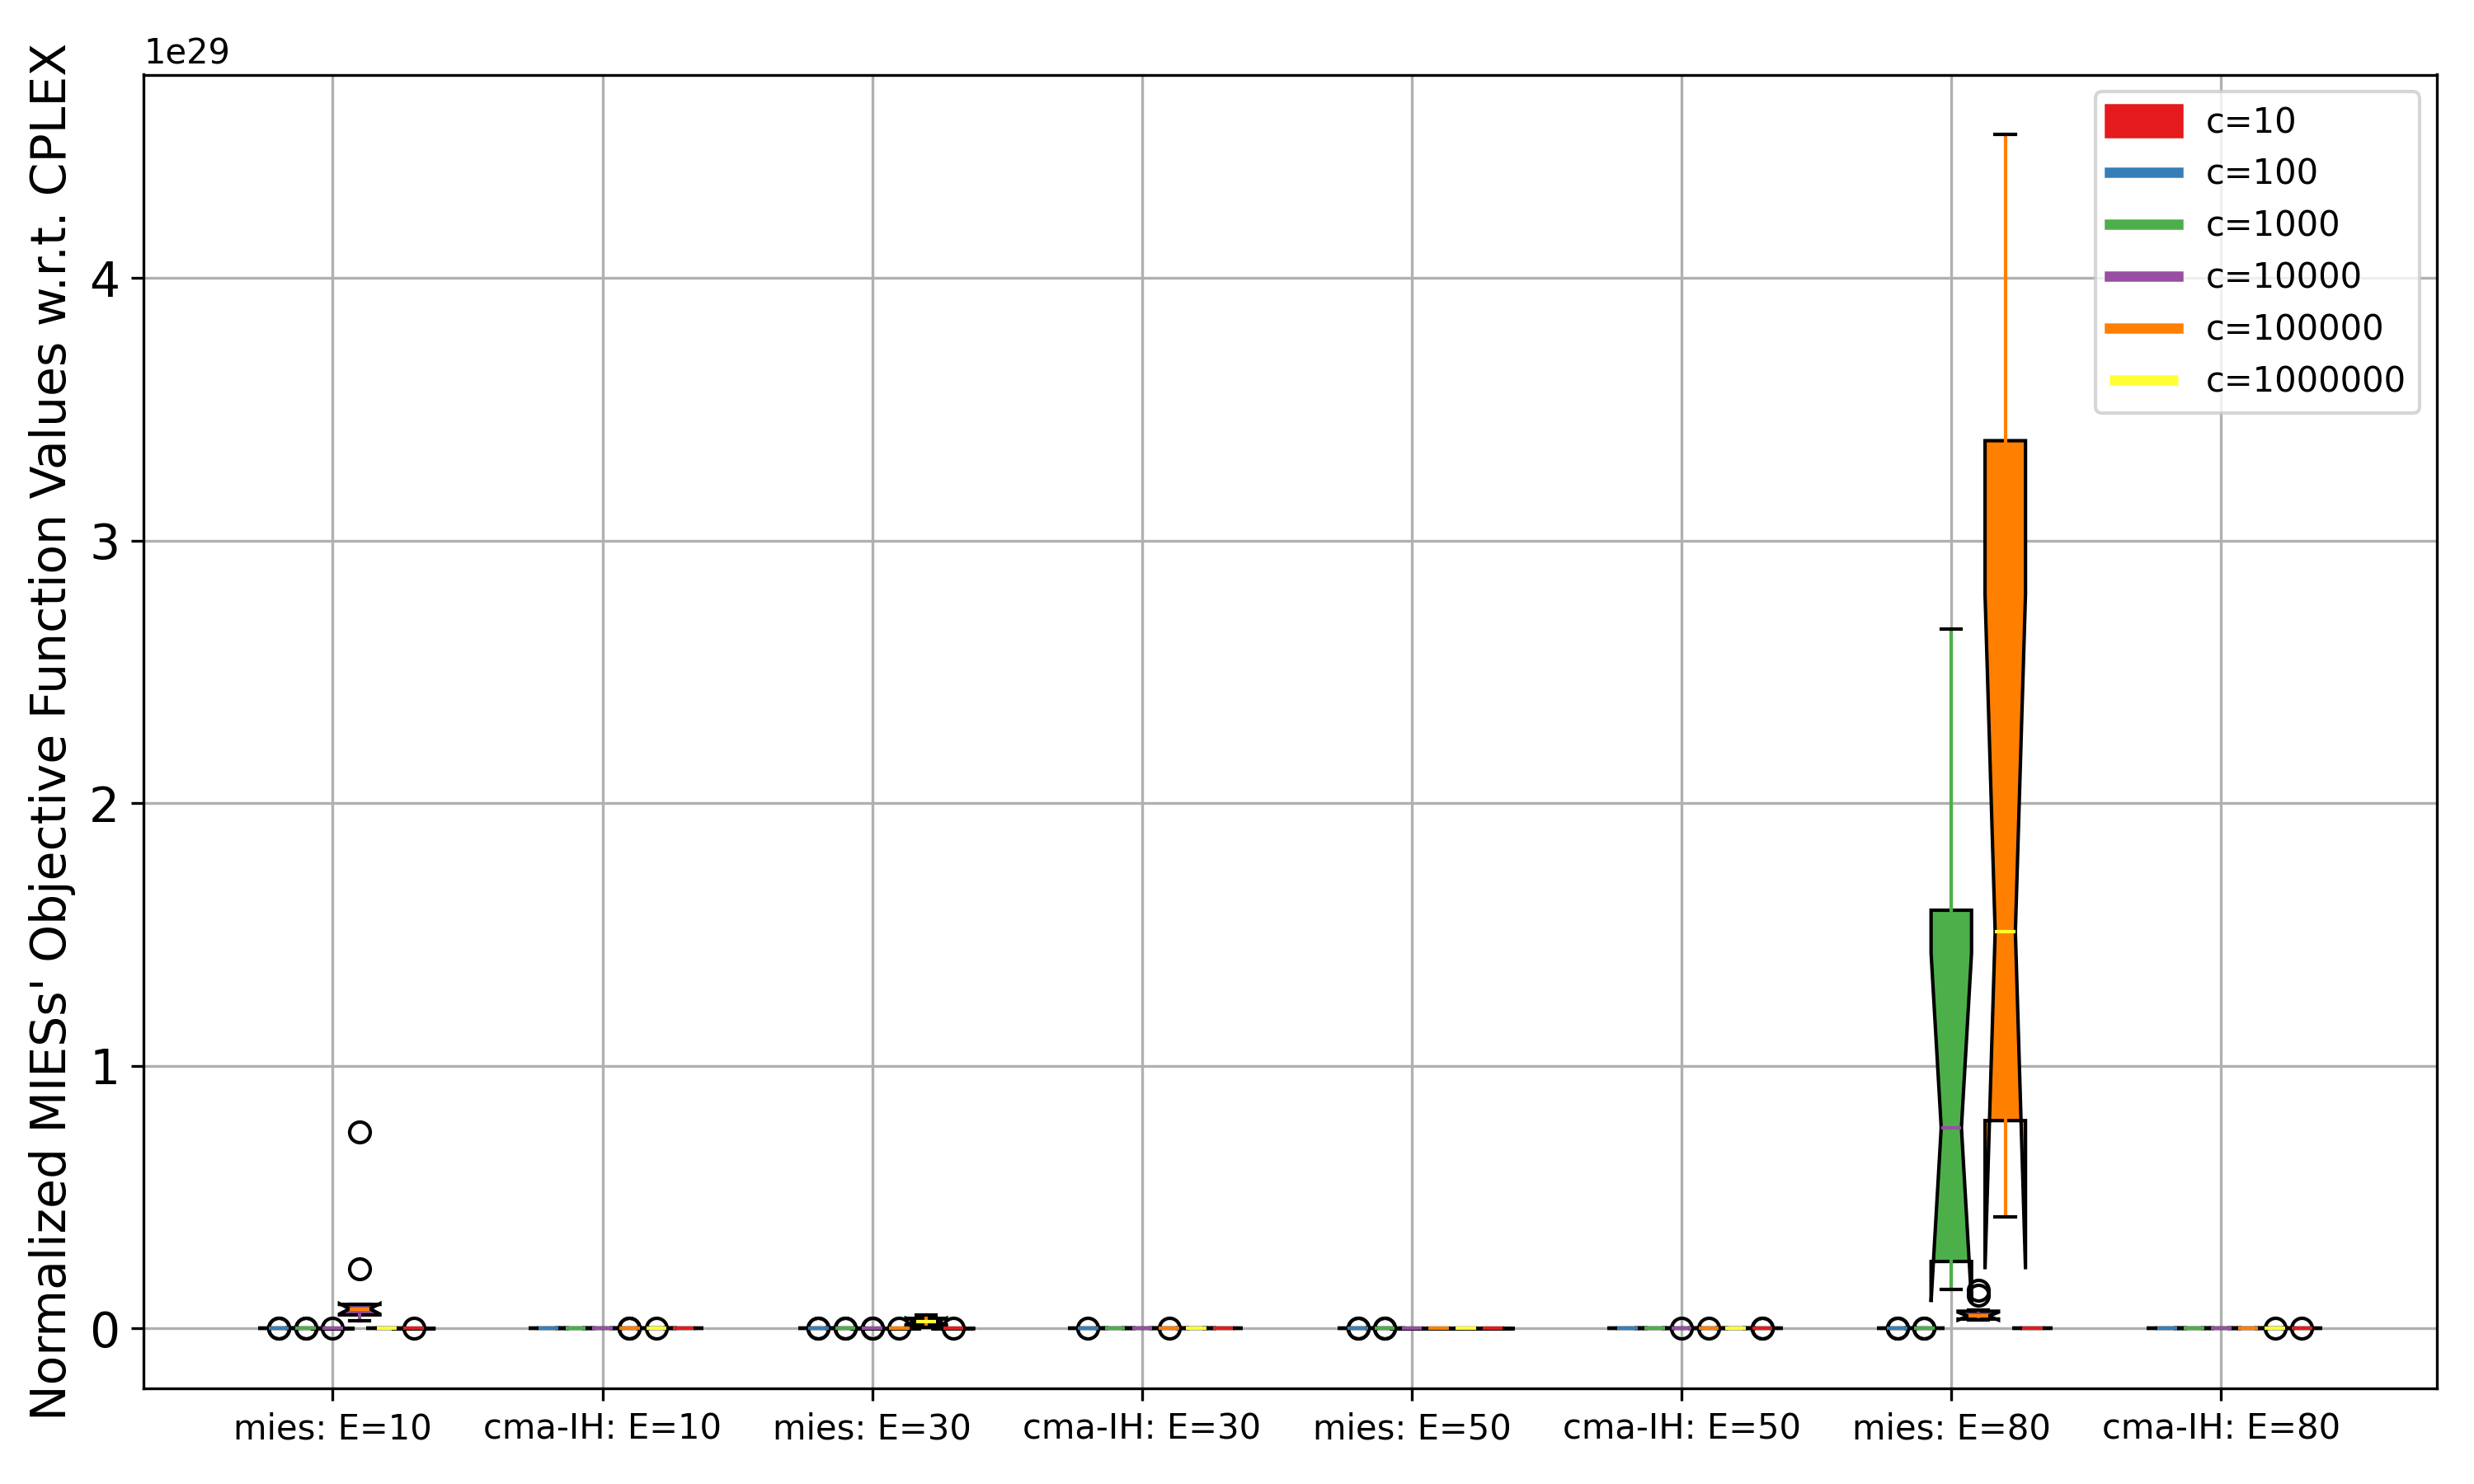 1e29
Normalized MIESs' Objective Function Values w.r.t. CPLEX
4
3
2
1
0
c=10
c=100
c=1000
c=10000
c=100000
c=1000000
mies: E=10
cma-IH: E=10
mies: E=30
cma-IH: E=30
mies: E=50
cma-IH: E=50
mies: E=80
cma-IH: E=80